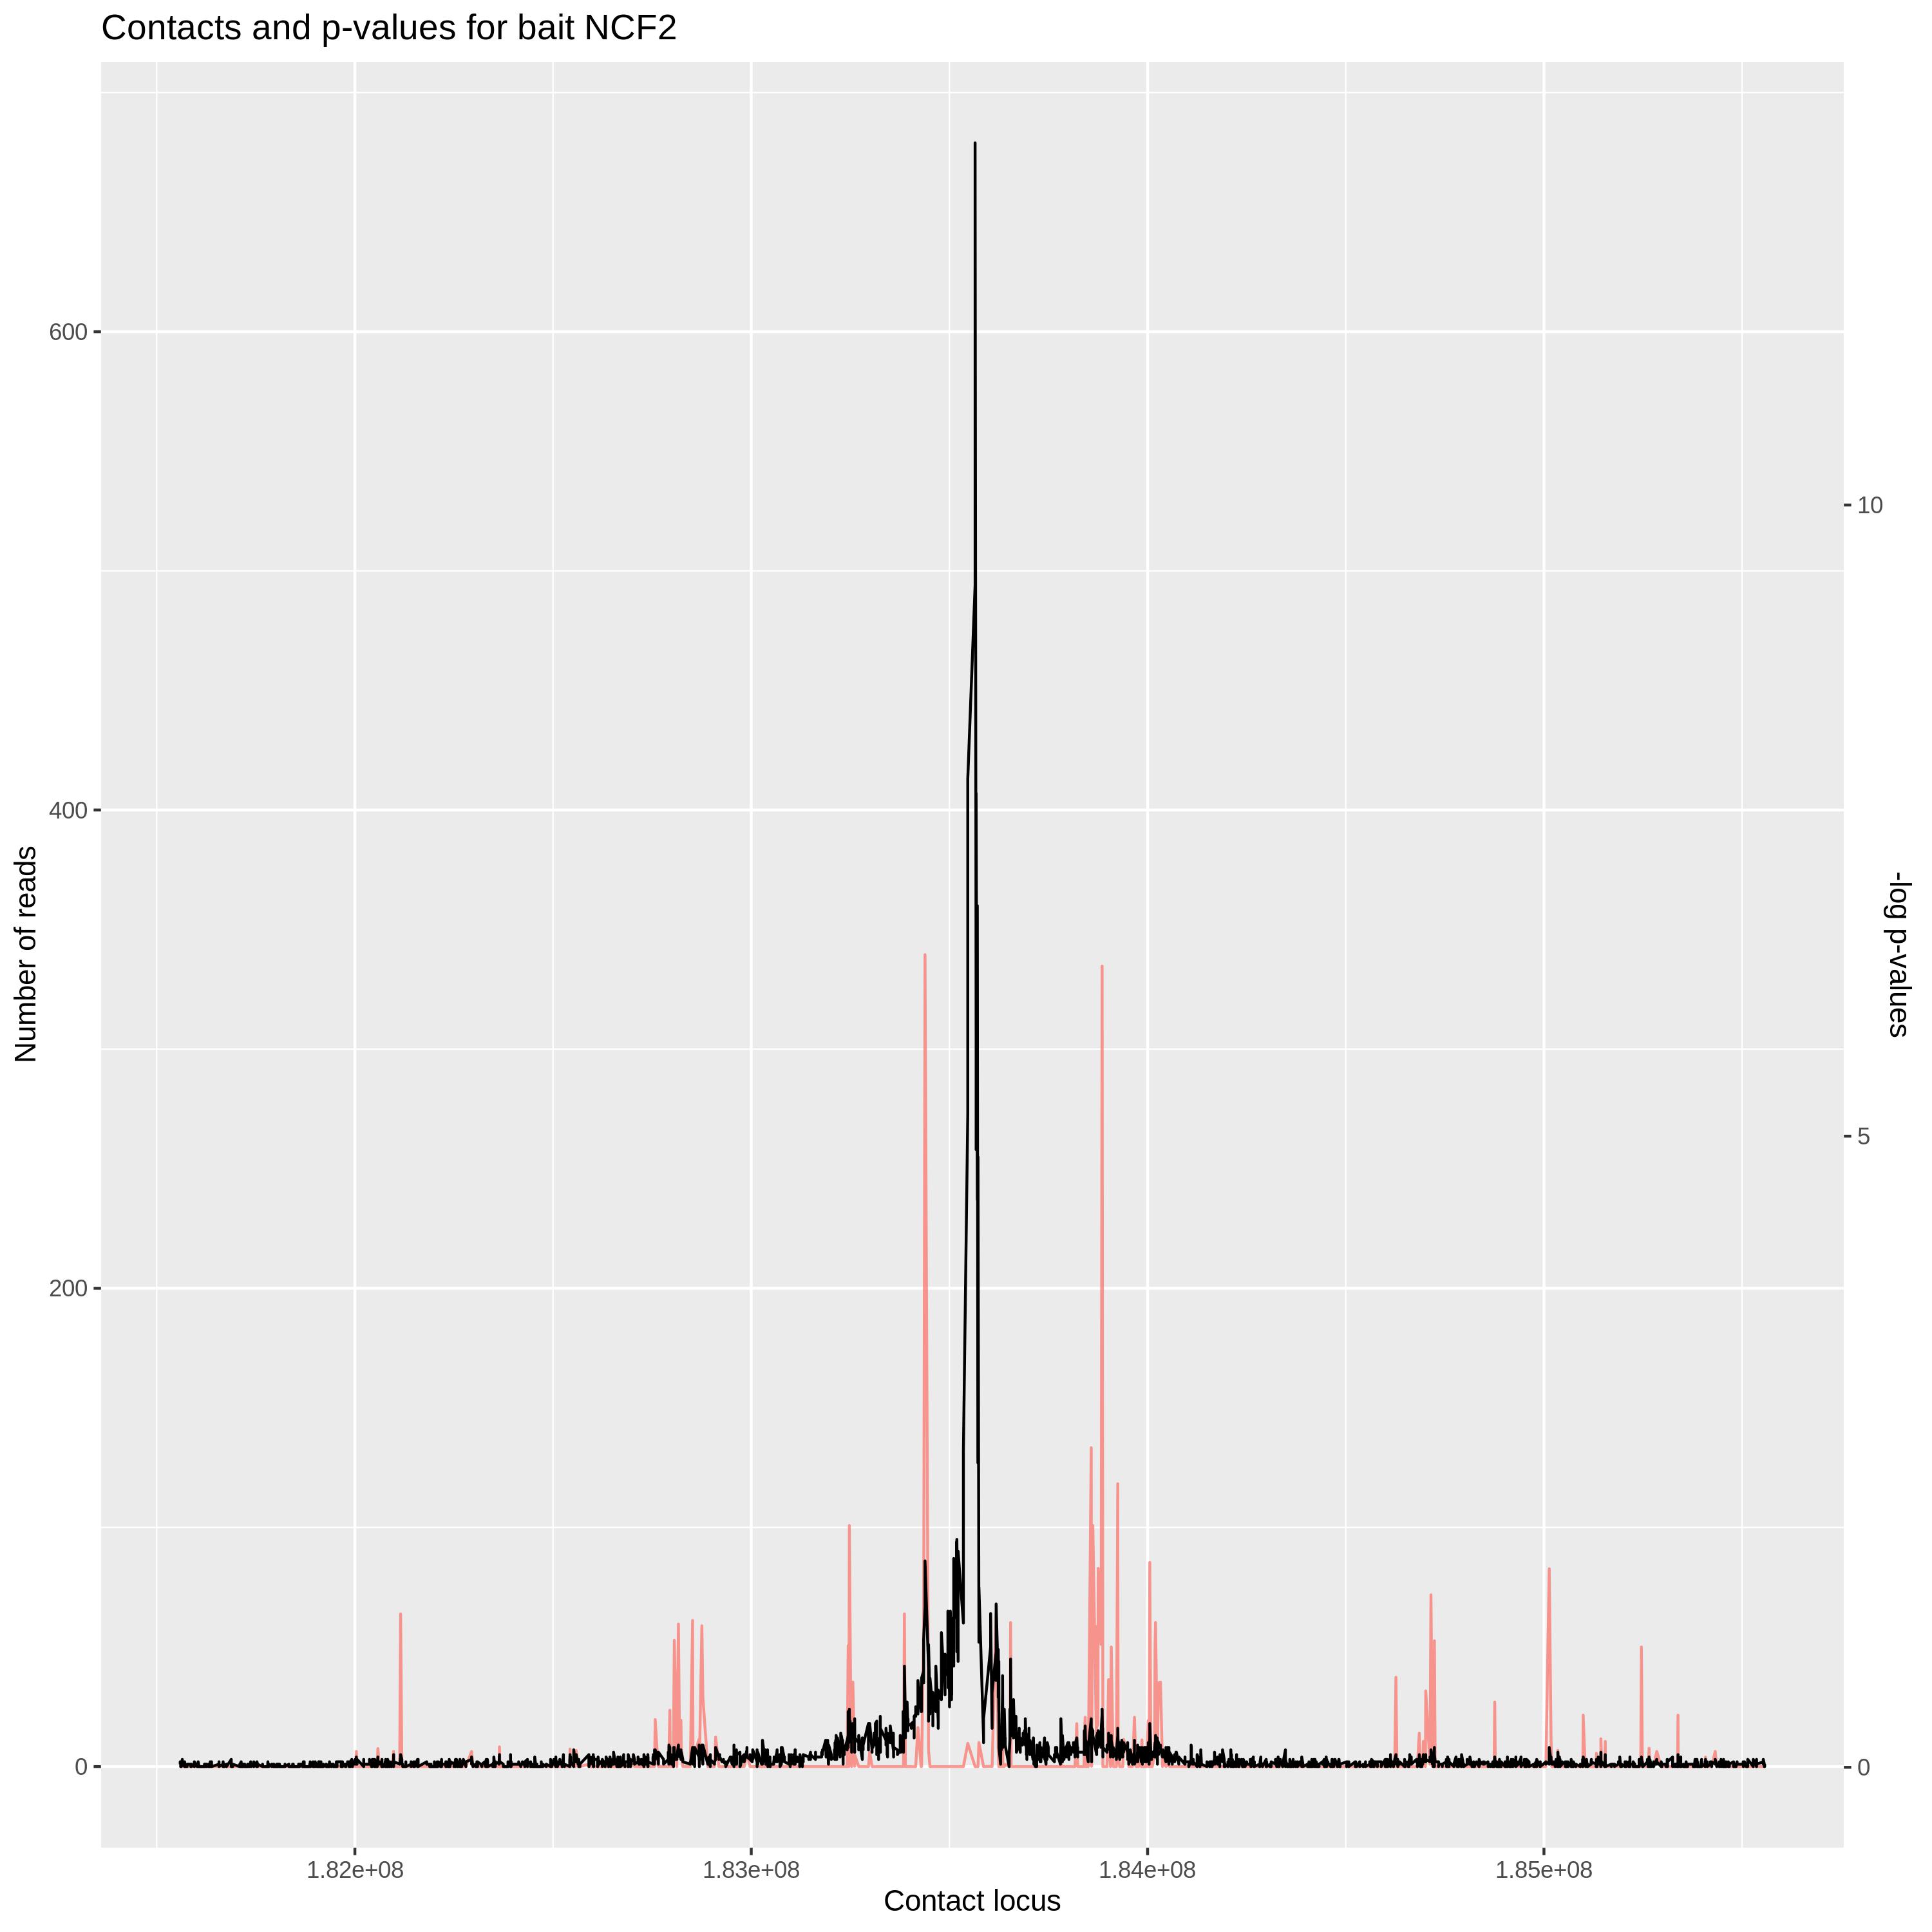 Contacts and p-values for bait NCF2
600
400
200
0
Number of reads
10
5
0
-log p-values
1.82e+08
1.83e+08
1.84e+08
1.85e+08
Contact locus